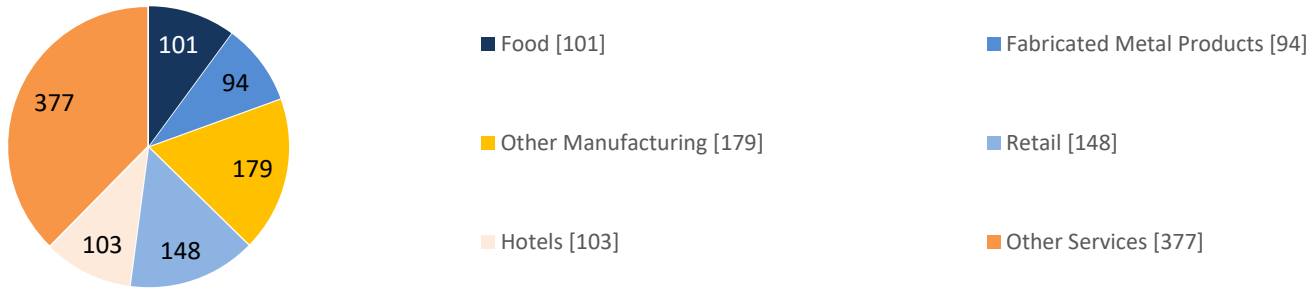 101
94
179
148
103
377
Food [101]
Fabricated Metal Products [94]
Other Manufacturing [179]
Retail [148]
Hotels [103]
Other Services [377]